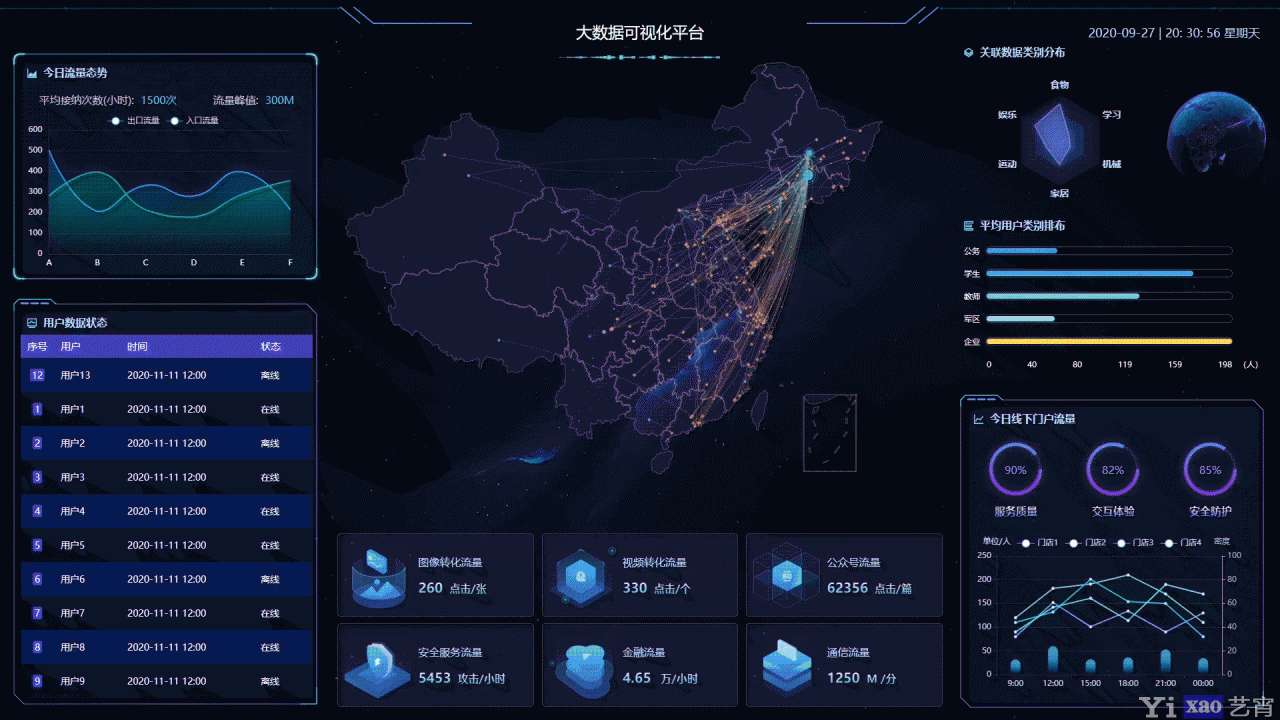 大数据可视化平台
2020-09-27 | 20: 30: 56 星期天
今日流量态势
平均接纳次数(小时): 1500次 流量峰值: 300M
出口流量 入口流量
600
500
400
300
200
100
0
A B C D E F
用户数据状态
序号 用户 时间 状态
12 用户13 2020-11-11 12:00 离线
1 用户1 2020-11-11 12:00 在线
2 用户2 2020-11-11 12:00 离线
3 用户3 2020-11-11 12:00 在线
4 用户4 2020-11-11 12:00 在线
5 用户5 2020-11-11 12:00 在线
6 用户6 2020-11-11 12:00 离线
7 用户7 2020-11-11 12:00 在线
8 用户8 2020-11-11 12:00 在线
9 用户9 2020-11-11 12:00 离线
图像转化流量
260 点击/张
视频转化流量
330 点击/个
公众号流量
62356 点击/篇
安全服务流量
5453 攻击/小时
金融流量
4.65 万/小时
通信流量
1250 M /分
关联数据类别分布
食物
娱乐 学习
运动 机械
家居
平均用户类别排布
公务
学生
教师
军区
企业
0 40 80 119 159 198 (人)
今日线下门户流量
90% 82% 85%
服务质量 交互体验 安全防护
单位/人 门店1 门店2 门店3 门店4 密度
250 100
200 80
150 60
100 40
50 20
0 0
9:00 12:00 15:00 18:00 21:00 00:00
Yi xao 艺宵